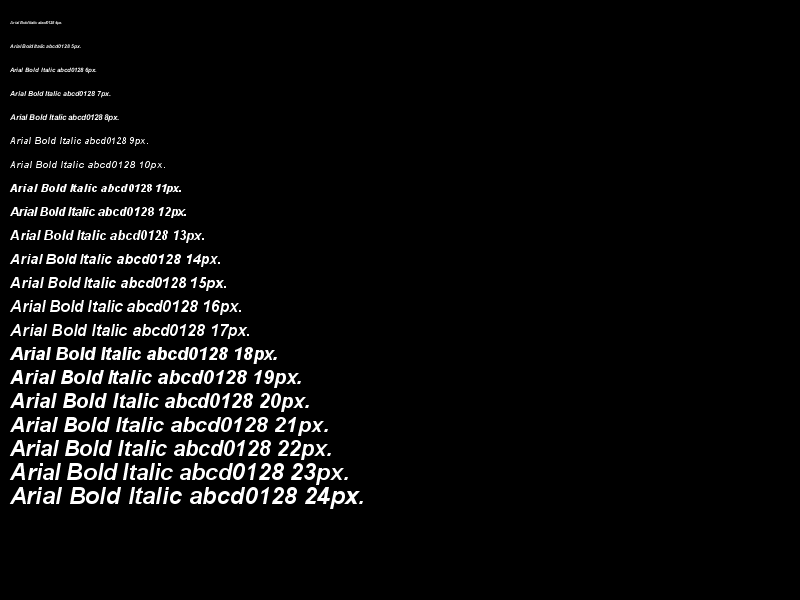 Arial Bold Italic abcd0128 4px.
Arial Bold Italic abcd0128 5px.
Arial Bold Italic abcd0128 6px.
Arial Bold Italic abcd0128 7px.
Arial Bold Italic abcd0128 8px.
Arial Bold Italic abcd0128 9px.
Arial Bold Italic abcd0128 10px.
Arial Bold Italic abcd0128 11px.
Arial Bold Italic abcd0128 12px.
Arial Bold Italic abcd0128 13px.
Arial Bold Italic abcd0128 14px.
Arial Bold Italic abcd0128 15px.
Arial Bold Italic abcd0128 16px.
Arial Bold Italic abcd0128 17px.
Arial Bold Italic abcd0128 18px.
Arial Bold Italic abcd0128 19px.
Arial Bold Italic abcd0128 20px.
Arial Bold Italic abcd0128 21px.
Arial Bold Italic abcd0128 22px.
Arial Bold Italic abcd0128 23px.
Arial Bold Italic abcd0128 24px.